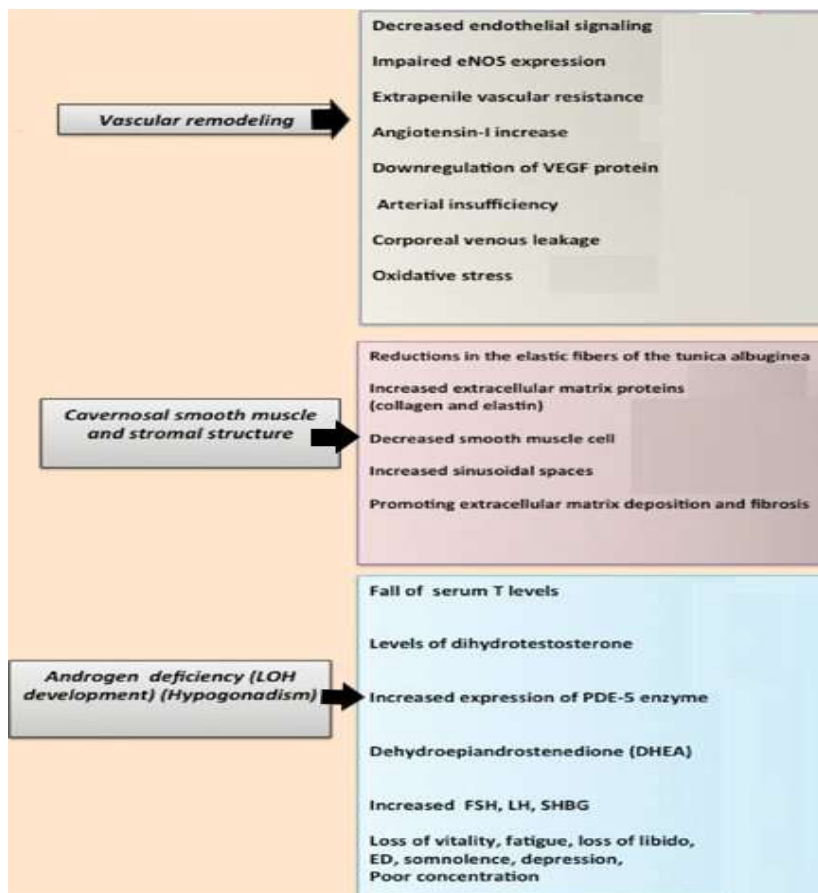 Decreased endothelial signaling
Impaired eNOS expression
Extrapenile vascular resistance
Vascular remodeling
Angiotensin-I increase
Downregulation of VEGF protein
Arterial insufficiency
Corporeal venous leakage
Oxidative stress
Reductions in the elastic fibers of the tunica albuginea
Increased extracellular matrix proteins
(collagen and elastin)
Cavernosal smooth muscle
and stromal structure
Decreased smooth muscle cell
Increased sinusoidal spaces
Promoting extracellular matrix deposition and fibrosis
Fall of serum T levels
Levels of dihydrotestosterone
Androgen deficiency (LOH
development) (Hypogonadism)
Increased expression of PDE-5 enzyme
Dehydroepiandrostenedione (DHEA)
Increased FSH, LH, SHBG
Loss of vitality, fatigue, loss of libido,
ED, somnolence, depression,
Poor concentration